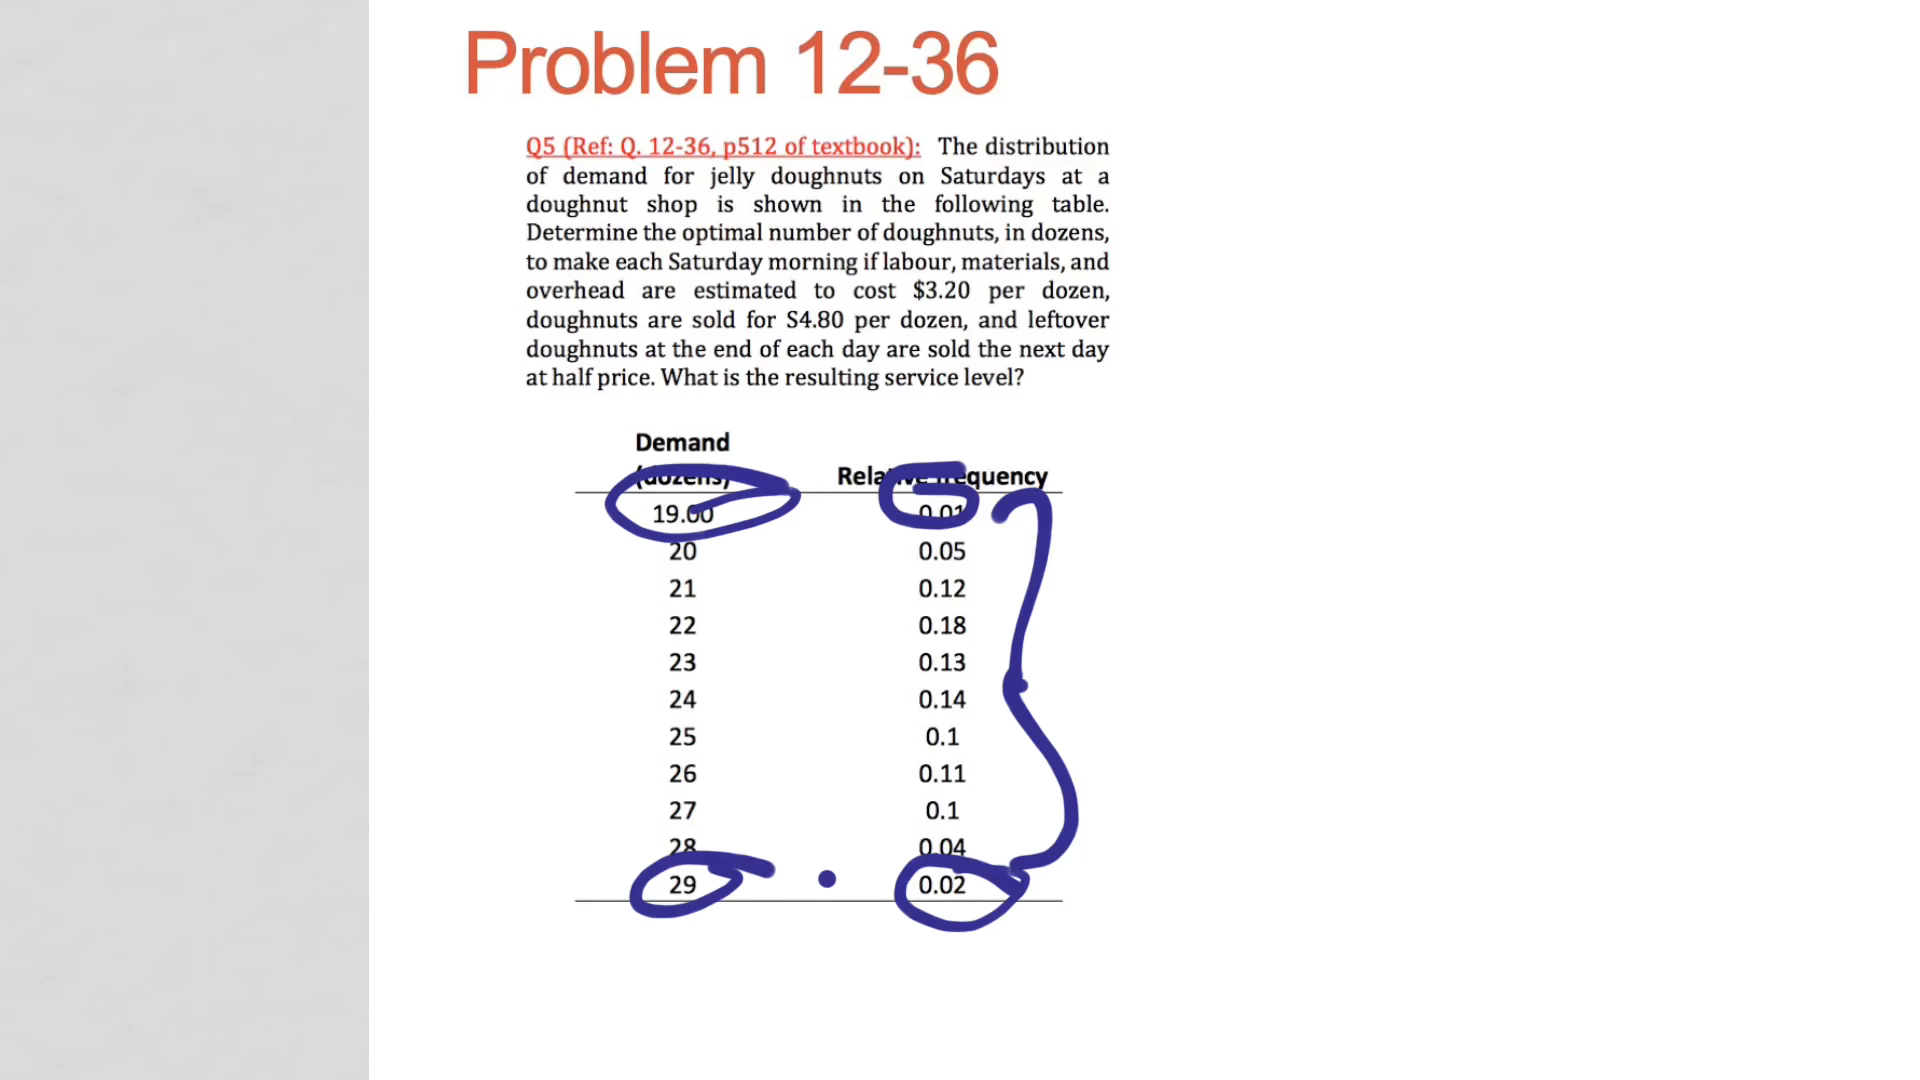 Problem 12-36
Q5 (Ref: Q. 12-36, p512 of textbook): The distribution
of demand for jelly doughnuts on Saturdays at a
doughnut shop is shown in the following table.
Determine the optimal number of doughnuts, in dozens,
to make each Saturday morning if labour, materials, and
overhead are estimated to cost $3.20 per dozen,
doughnuts are sold for S4.80 per dozen, and leftover
doughnuts at the end of each day are sold the next day
at half price. What is the resulting service level?
Demand
(dozens) Relative frequency
19.00 0.01
20 0.05
21 0.12
22 0.18
23 0.13
24 0.14
25 0.1
26 0.11
27 0.1
28 0.04
29 0.02